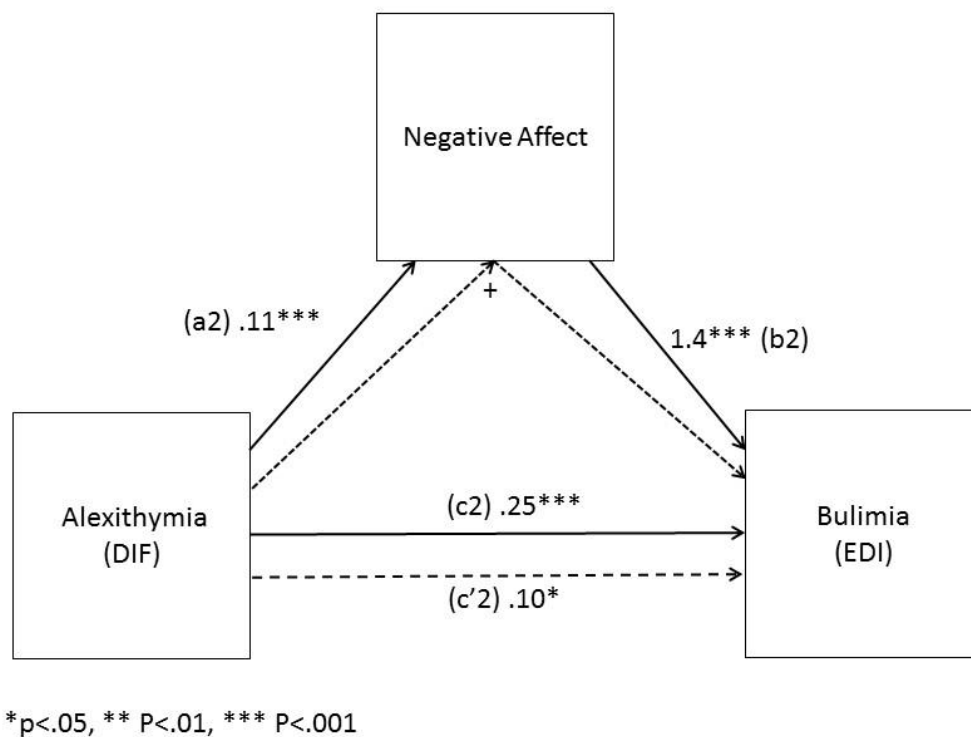 Negative Affect
+
(a2) .11***
1.4*** (b2)
Alexithymia
(DIF)
(c2) .25***
(c’2) .10*
Bulimia
(EDI)
*p<.05, ** P<.01, *** P<.001